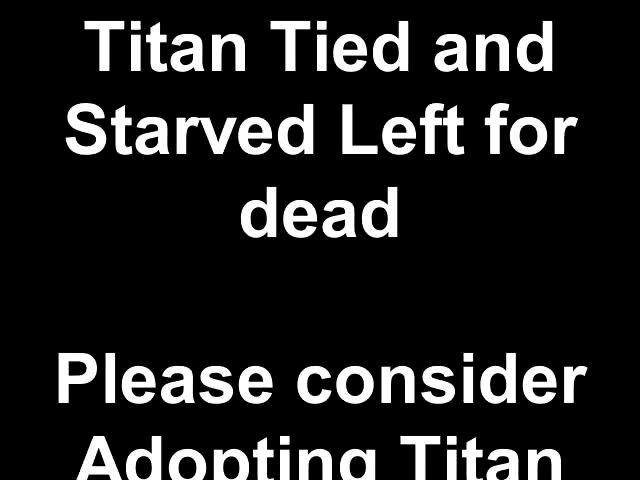 Titan Tied and
Starved Left for
dead
Please consider
Adopting Titan